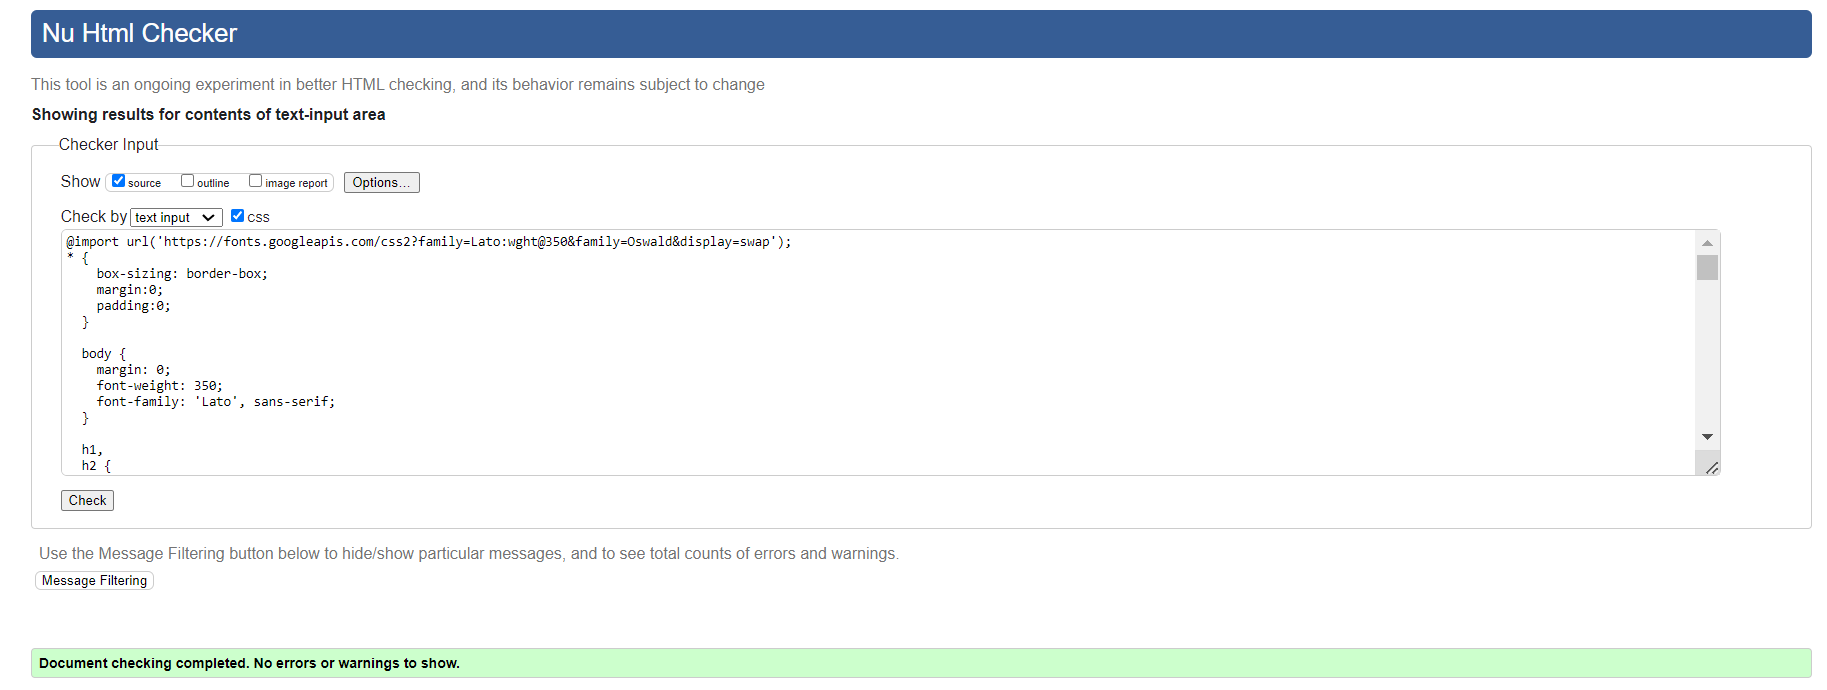 Nu Html Checker
This tool is an ongoing experiment in better HTML checking, and its behavior remains subject to change
Showing results for contents of text-input area
Checker Input
Show source outline image report Options...
Check by text input css
@import url('https://fonts.googleapis.com/css2?family=Lato:wght@350&family=Oswald&display=swap');
* {
    box-sizing: border-box;
    margin:0;
    padding:0;
  }
  body {
    margin: 0;
    font-weight: 350;
    font-family: 'Lato', sans-serif;
  }
  h1,
  h2 {
Check
Use the Message Filtering button below to hide/show particular messages, and to see total counts of errors and warnings.
Message Filtering
Document checking completed. No errors or warnings to show.